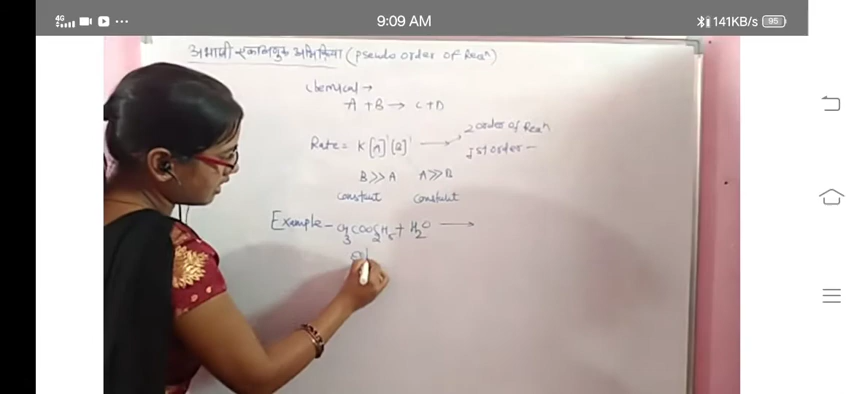 4G 9:09 AM 141KB/s 95
आभासी एकाणुक अभिक्रिया (Pseudo order of Reaⁿ)
Chemical →
A + B → C + D
Rate = K [A]¹ [B]¹ → 2 order of Reaⁿ
1st order -
B >> A A >> B
constant constant
Example - CH₃COOC₂H₅ + H₂O →